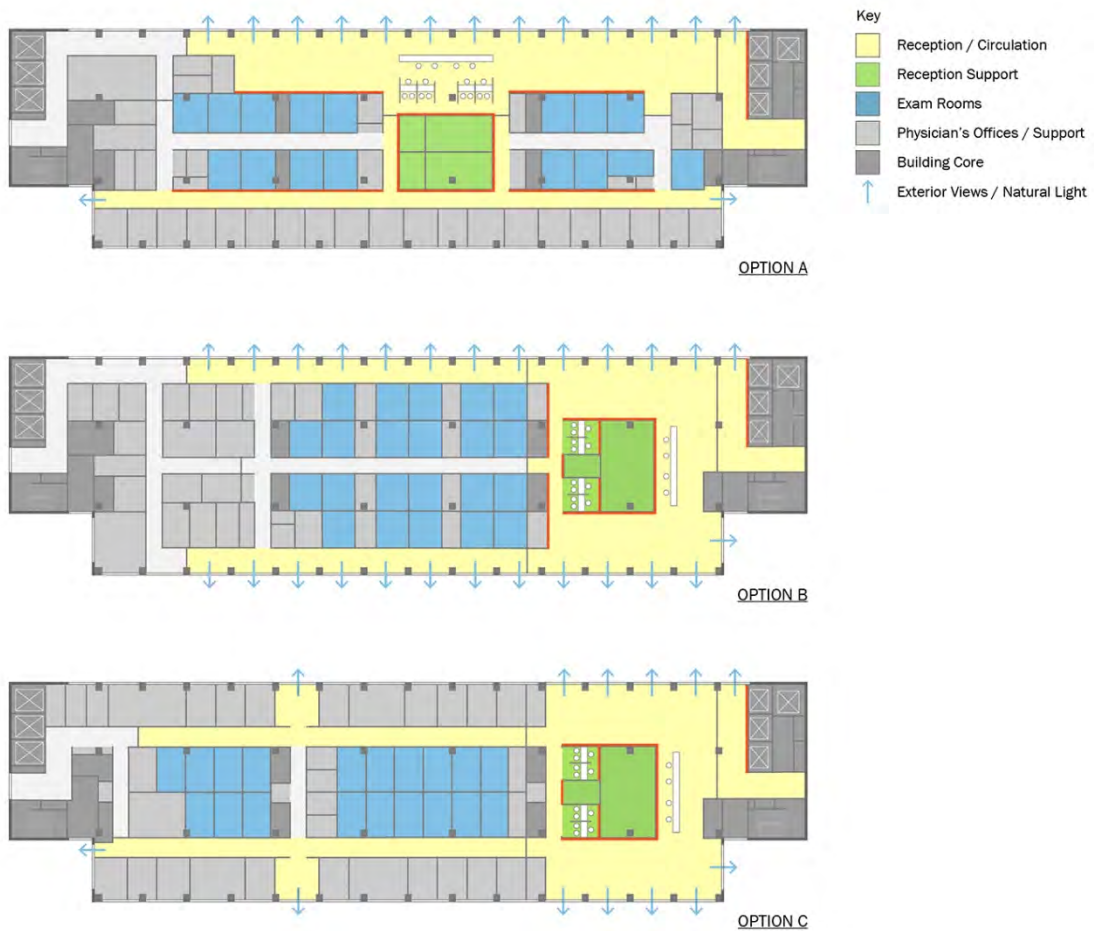 Key
Reception / Circulation
Reception Support
Exam Rooms
Physician's Offices / Support
Building Core
Exterior Views / Natural Light
OPTION A
OPTION B
OPTION C